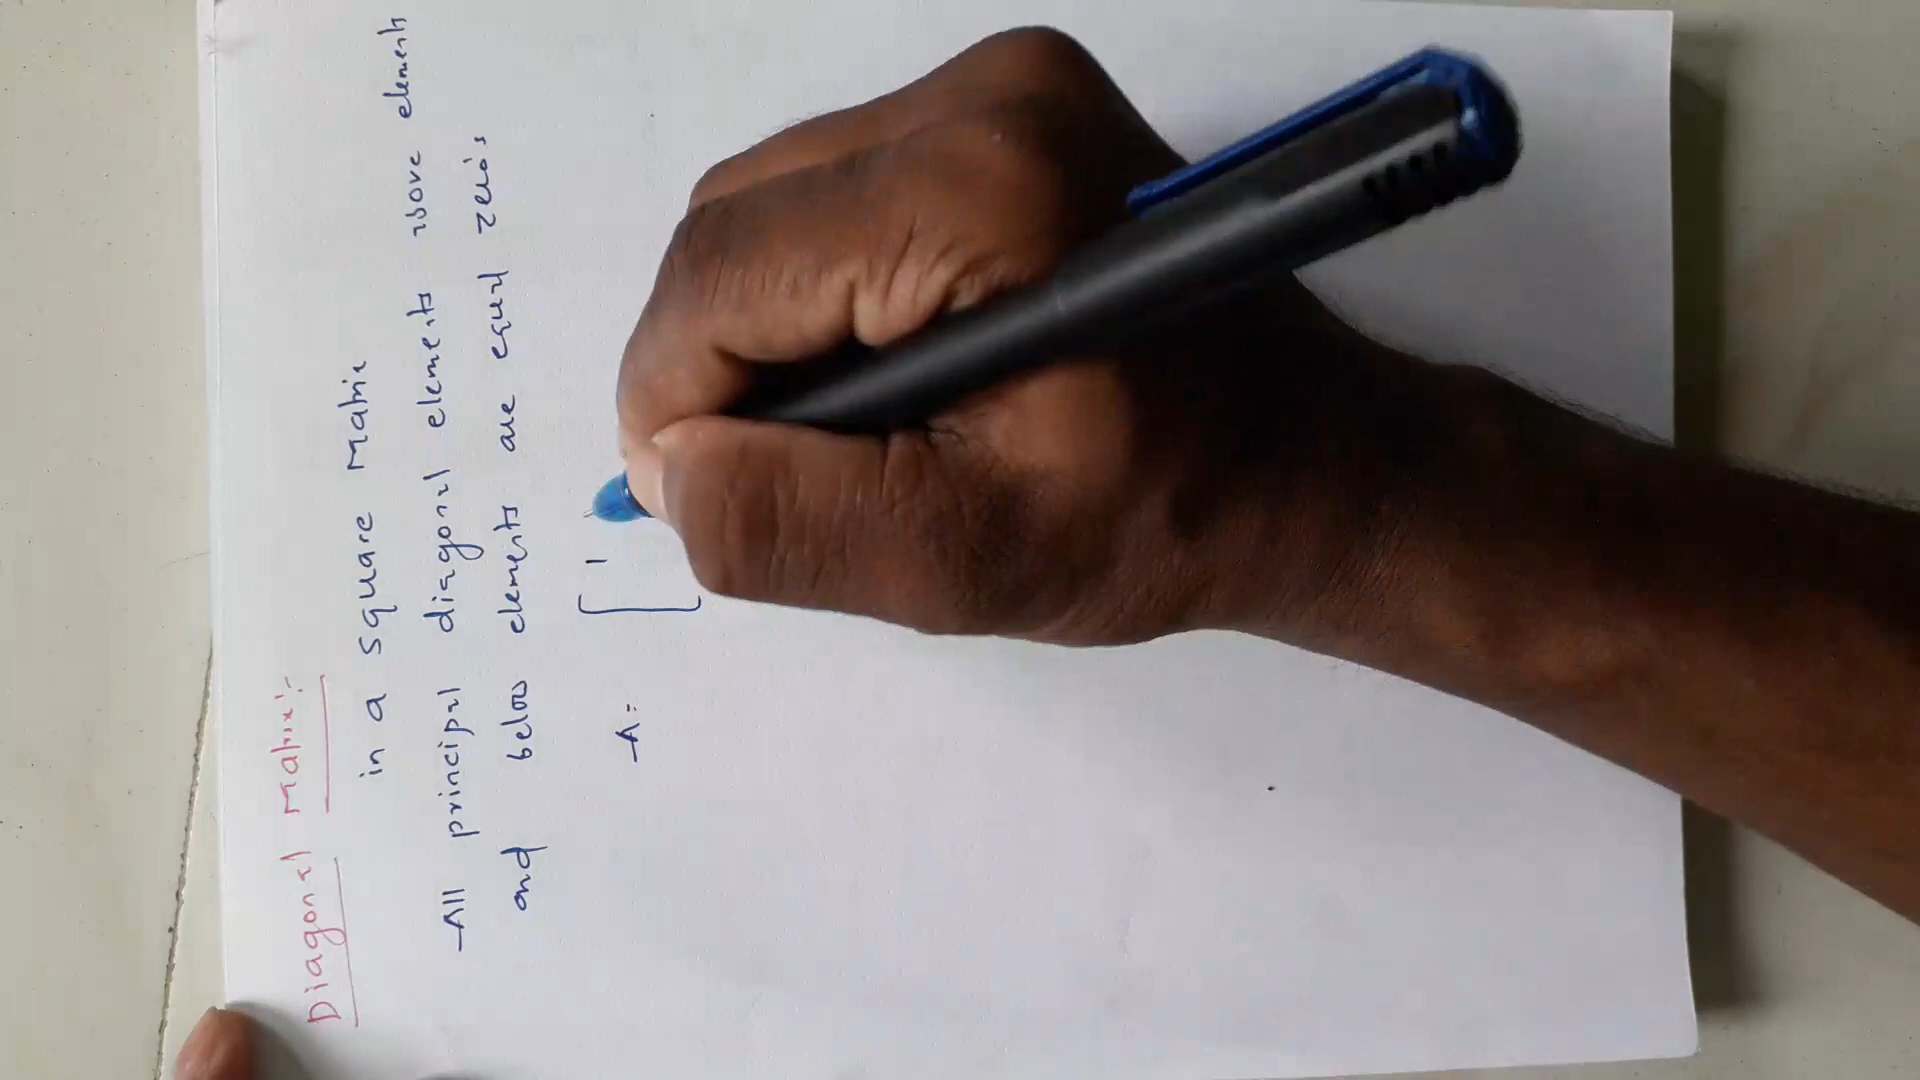 Diagonal Matrix:-
in a square matrix
All principal diagonal elements above elements
and below elements are equal zero's
A= [ 1